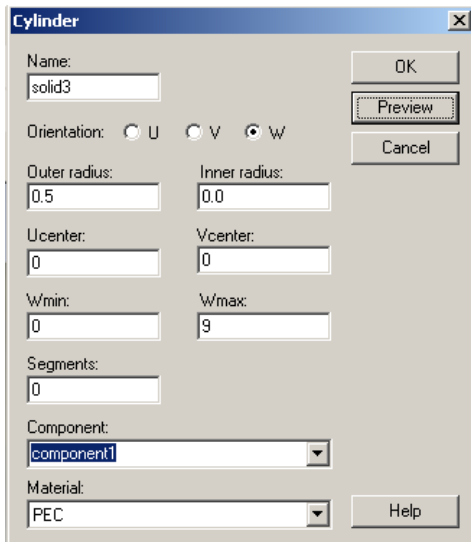 Cylinder
Name:
solid3
OK
Preview
Cancel
Orientation: U V W
Outer radius: Inner radius:
0.5 0.0
Ucenter: Vcenter:
0 0
Wmin: Wmax:
0 9
Segments:
0
Component:
component1
Material:
PEC
Help